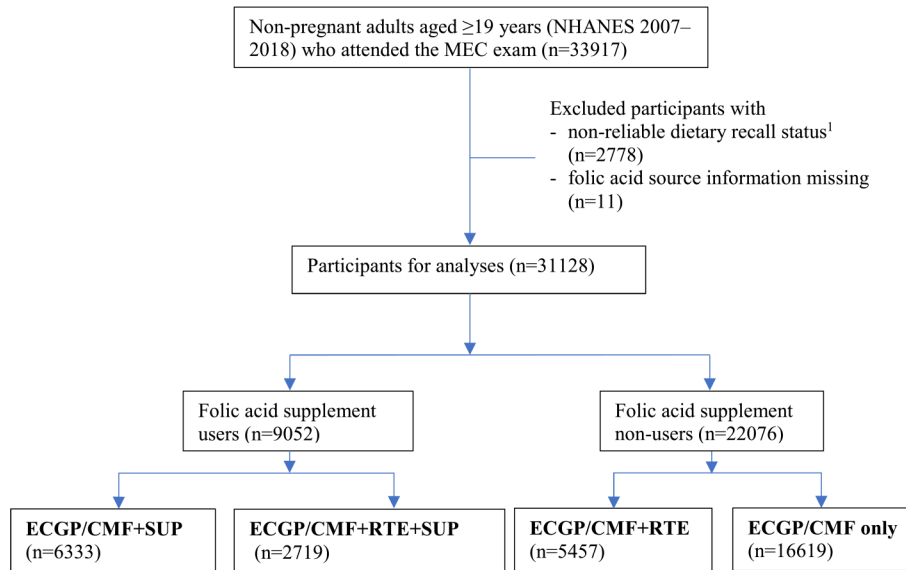 Non-pregnant adults aged ≥19 years (NHANES 2007–
2018) who attended the MEC exam (n=33917)
Excluded participants with
- non-reliable dietary recall status¹
(n=2778)
- folic acid source information missing
(n=11)
Participants for analyses (n=31128)
Folic acid supplement
users (n=9052)
Folic acid supplement
non-users (n=22076)
ECGP/CMF+SUP
(n=6333)
ECGP/CMF+RTE+SUP
(n=2719)
ECGP/CMF+RTE
(n=5457)
ECGP/CMF only
(n=16619)